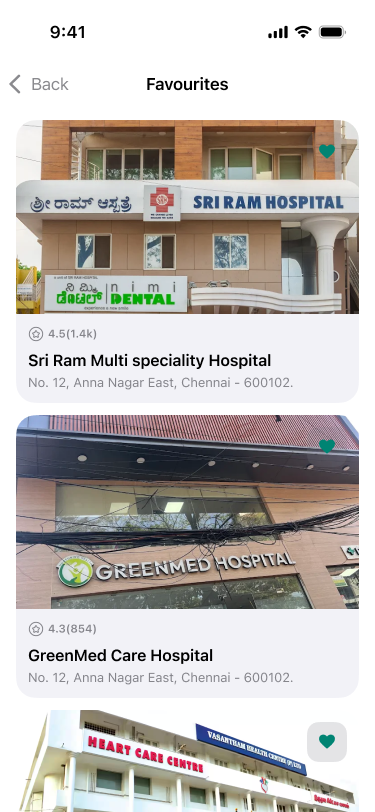 9:41
Back
Favourites
ಶ್ರೀ ರಾಮ್ ಆಸ್ಪತ್ರೆ
SRI RAM HOSPITAL
ನಿಮ್ಮಿ
ಡೆಂಟಲ್
nimi
DENTAL
4.5(1.4k)
Sri Ram Multi speciality Hospital
No. 12, Anna Nagar East, Chennai - 600102.
GREENMED HOSPITAL
4.3(854)
GreenMed Care Hospital
No. 12, Anna Nagar East, Chennai - 600102.
VASANTHAM HEALTH CENTRE (P) LTD
HEART CARE CENTRE